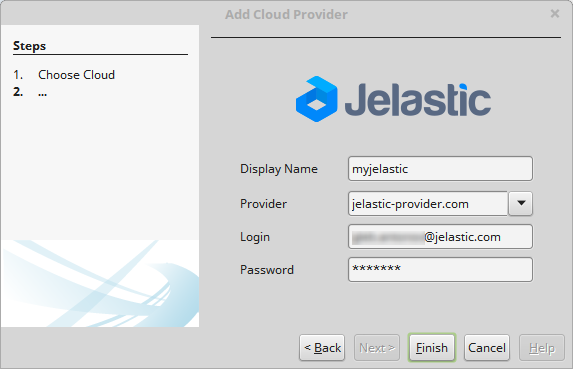 Add Cloud Provider
Steps
1. Choose Cloud
2. ...
Jelastic
Display Name myjelastic
Provider jelastic-provider.com
Login @jelastic.com
Password *******
< Back Next > Finish Cancel Help